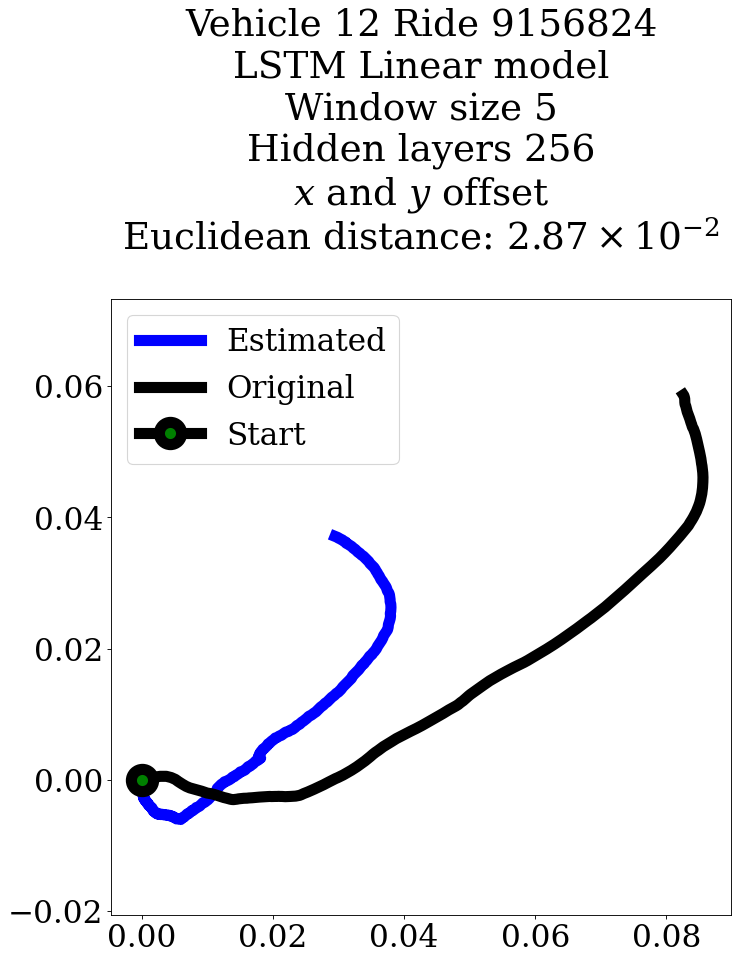 Vehicle 12 Ride 9156824
LSTM Linear model
Window size 5
Hidden layers 256
x and y offset
Euclidean distance: 2.87 × 10⁻²
Estimated
Original
Start
0.06
0.04
0.02
0.00
−0.02
0.00 0.02 0.04 0.06 0.08